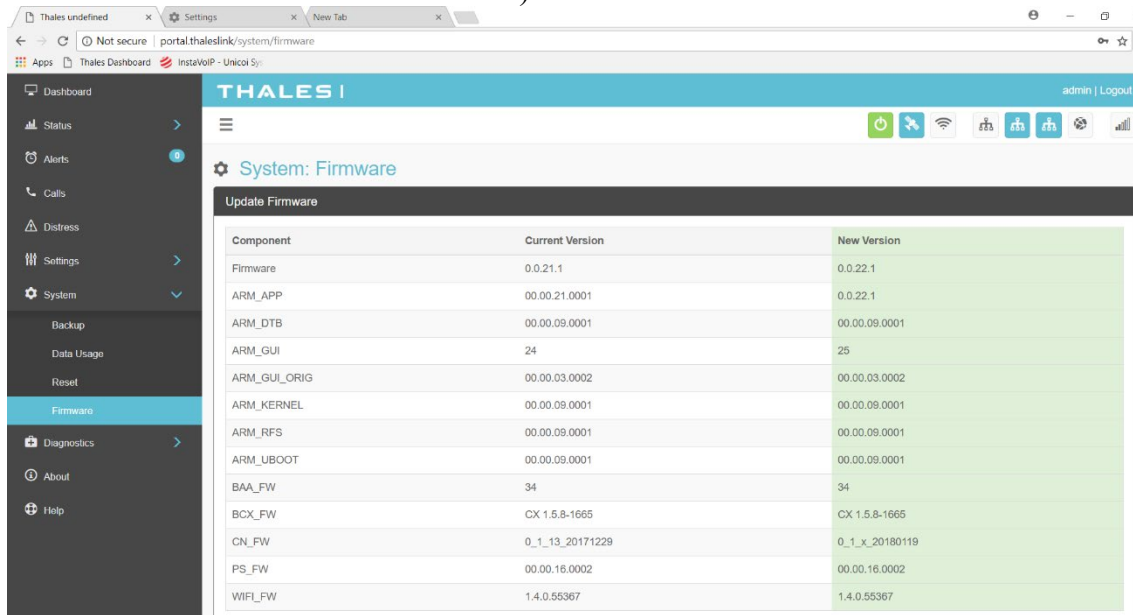 )
Thales undefined × Settings × New Tab ×
Not secure | portal.thaleslink/system/firmware
Apps Thales Dashboard InstaVoIP - Unicoi Sy
THALES
admin | Logout
Dashboard
Status
Alerts 0
Calls
Distress
Settings
System
Backup
Data Usage
Reset
Firmware
Diagnostics
About
Help
System: Firmware
Update Firmware
Component Current Version New Version
Firmware 0.0.21.1 0.0.22.1
ARM_APP 00.00.21.0001 0.0.22.1
ARM_DTB 00.00.09.0001 00.00.09.0001
ARM_GUI 24 25
ARM_GUI_ORIG 00.00.03.0002 00.00.03.0002
ARM_KERNEL 00.00.09.0001 00.00.09.0001
ARM_RFS 00.00.09.0001 00.00.09.0001
ARM_UBOOT 00.00.09.0001 00.00.09.0001
BAA_FW 34 34
BCX_FW CX 1.5.8-1665 CX 1.5.8-1665
CN_FW 0_1_13_20171229 0_1_x_20180119
PS_FW 00.00.16.0002 00.00.16.0002
WIFI_FW 1.4.0.55367 1.4.0.55367